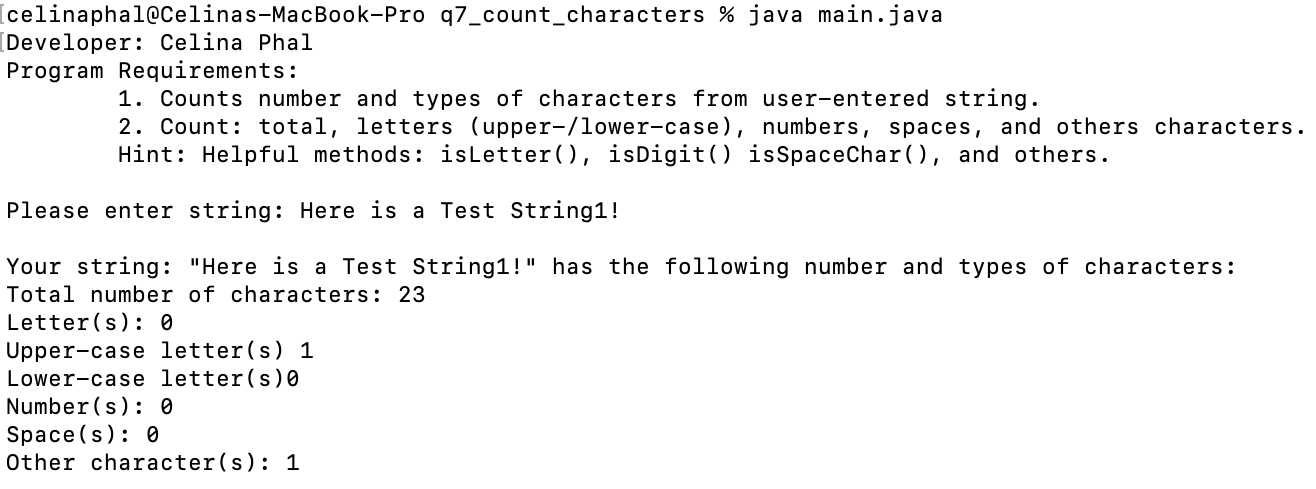 [celinaphal@Celinas-MacBook-Pro q7_count_characters % java main.java
[Developer: Celina Phal
Program Requirements:
1. Counts number and types of characters from user-entered string.
2. Count: total, letters (upper-/lower-case), numbers, spaces, and others characters.
Hint: Helpful methods: isLetter(), isDigit() isSpaceChar(), and others.
Please enter string: Here is a Test String1!
Your string: "Here is a Test String1!" has the following number and types of characters:
Total number of characters: 23
Letter(s): 0
Upper-case letter(s) 1
Lower-case letter(s)0
Number(s): 0
Space(s): 0
Other character(s): 1